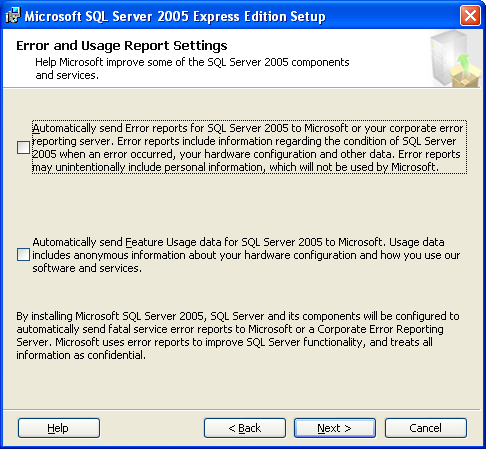 Microsoft SQL Server 2005 Express Edition Setup
Error and Usage Report Settings
Help Microsoft improve some of the SQL Server 2005 components
and services.
Automatically send Error reports for SQL Server 2005 to Microsoft or your corporate error
reporting server. Error reports include information regarding the condition of SQL Server
2005 when an error occurred, your hardware configuration and other data. Error reports
may unintentionally include personal information, which will not be used by Microsoft.
Automatically send Feature Usage data for SQL Server 2005 to Microsoft. Usage data
includes anonymous information about your hardware configuration and how you use our
software and services.
By installing Microsoft SQL Server 2005, SQL Server and its components will be configured to
automatically send fatal service error reports to Microsoft or a Corporate Error Reporting
Server. Microsoft uses error reports to improve SQL Server functionality, and treats all
information as confidential.
Help
< Back
Next >
Cancel